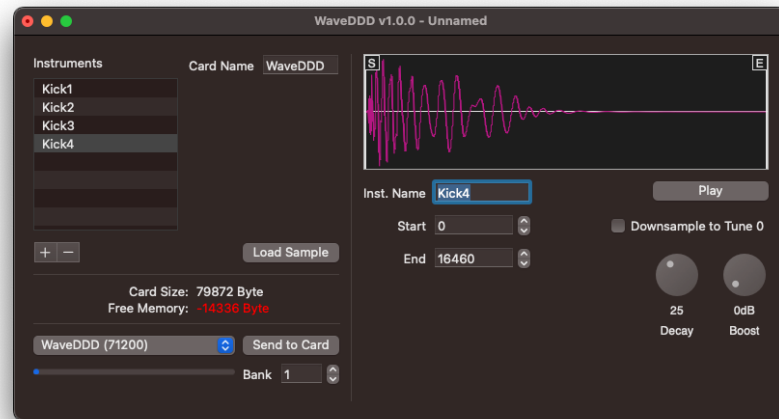 WaveDDD v1.0.0 - Unnamed
Instruments
Card Name WaveDDD
Kick1
Kick2
Kick3
Kick4
+ −
Load Sample
Card Size: 79872 Byte
Free Memory: -14336 Byte
WaveDDD (71200)
Send to Card
Bank 1
S E
Inst. Name Kick4
Play
Start 0
Downsample to Tune 0
End 16460
25 0dB
Decay Boost